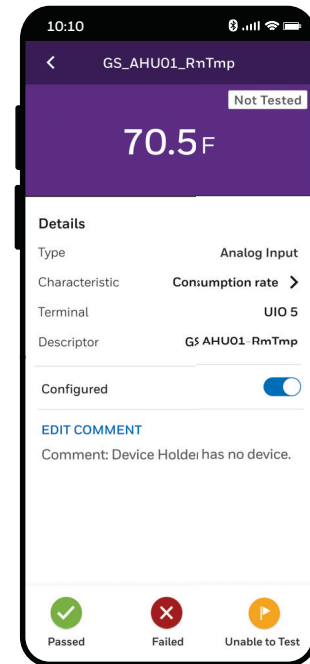 10:10
GS_AHU01_RmTmp
Not Tested
70.5 F
Details
Type Analog Input
Characteristic Consumption rate
Terminal UIO 5
Descriptor GS AHU01-RmTmp
Configured
EDIT COMMENT
Comment: Device Holder has no device.
Passed Failed Unable to Test